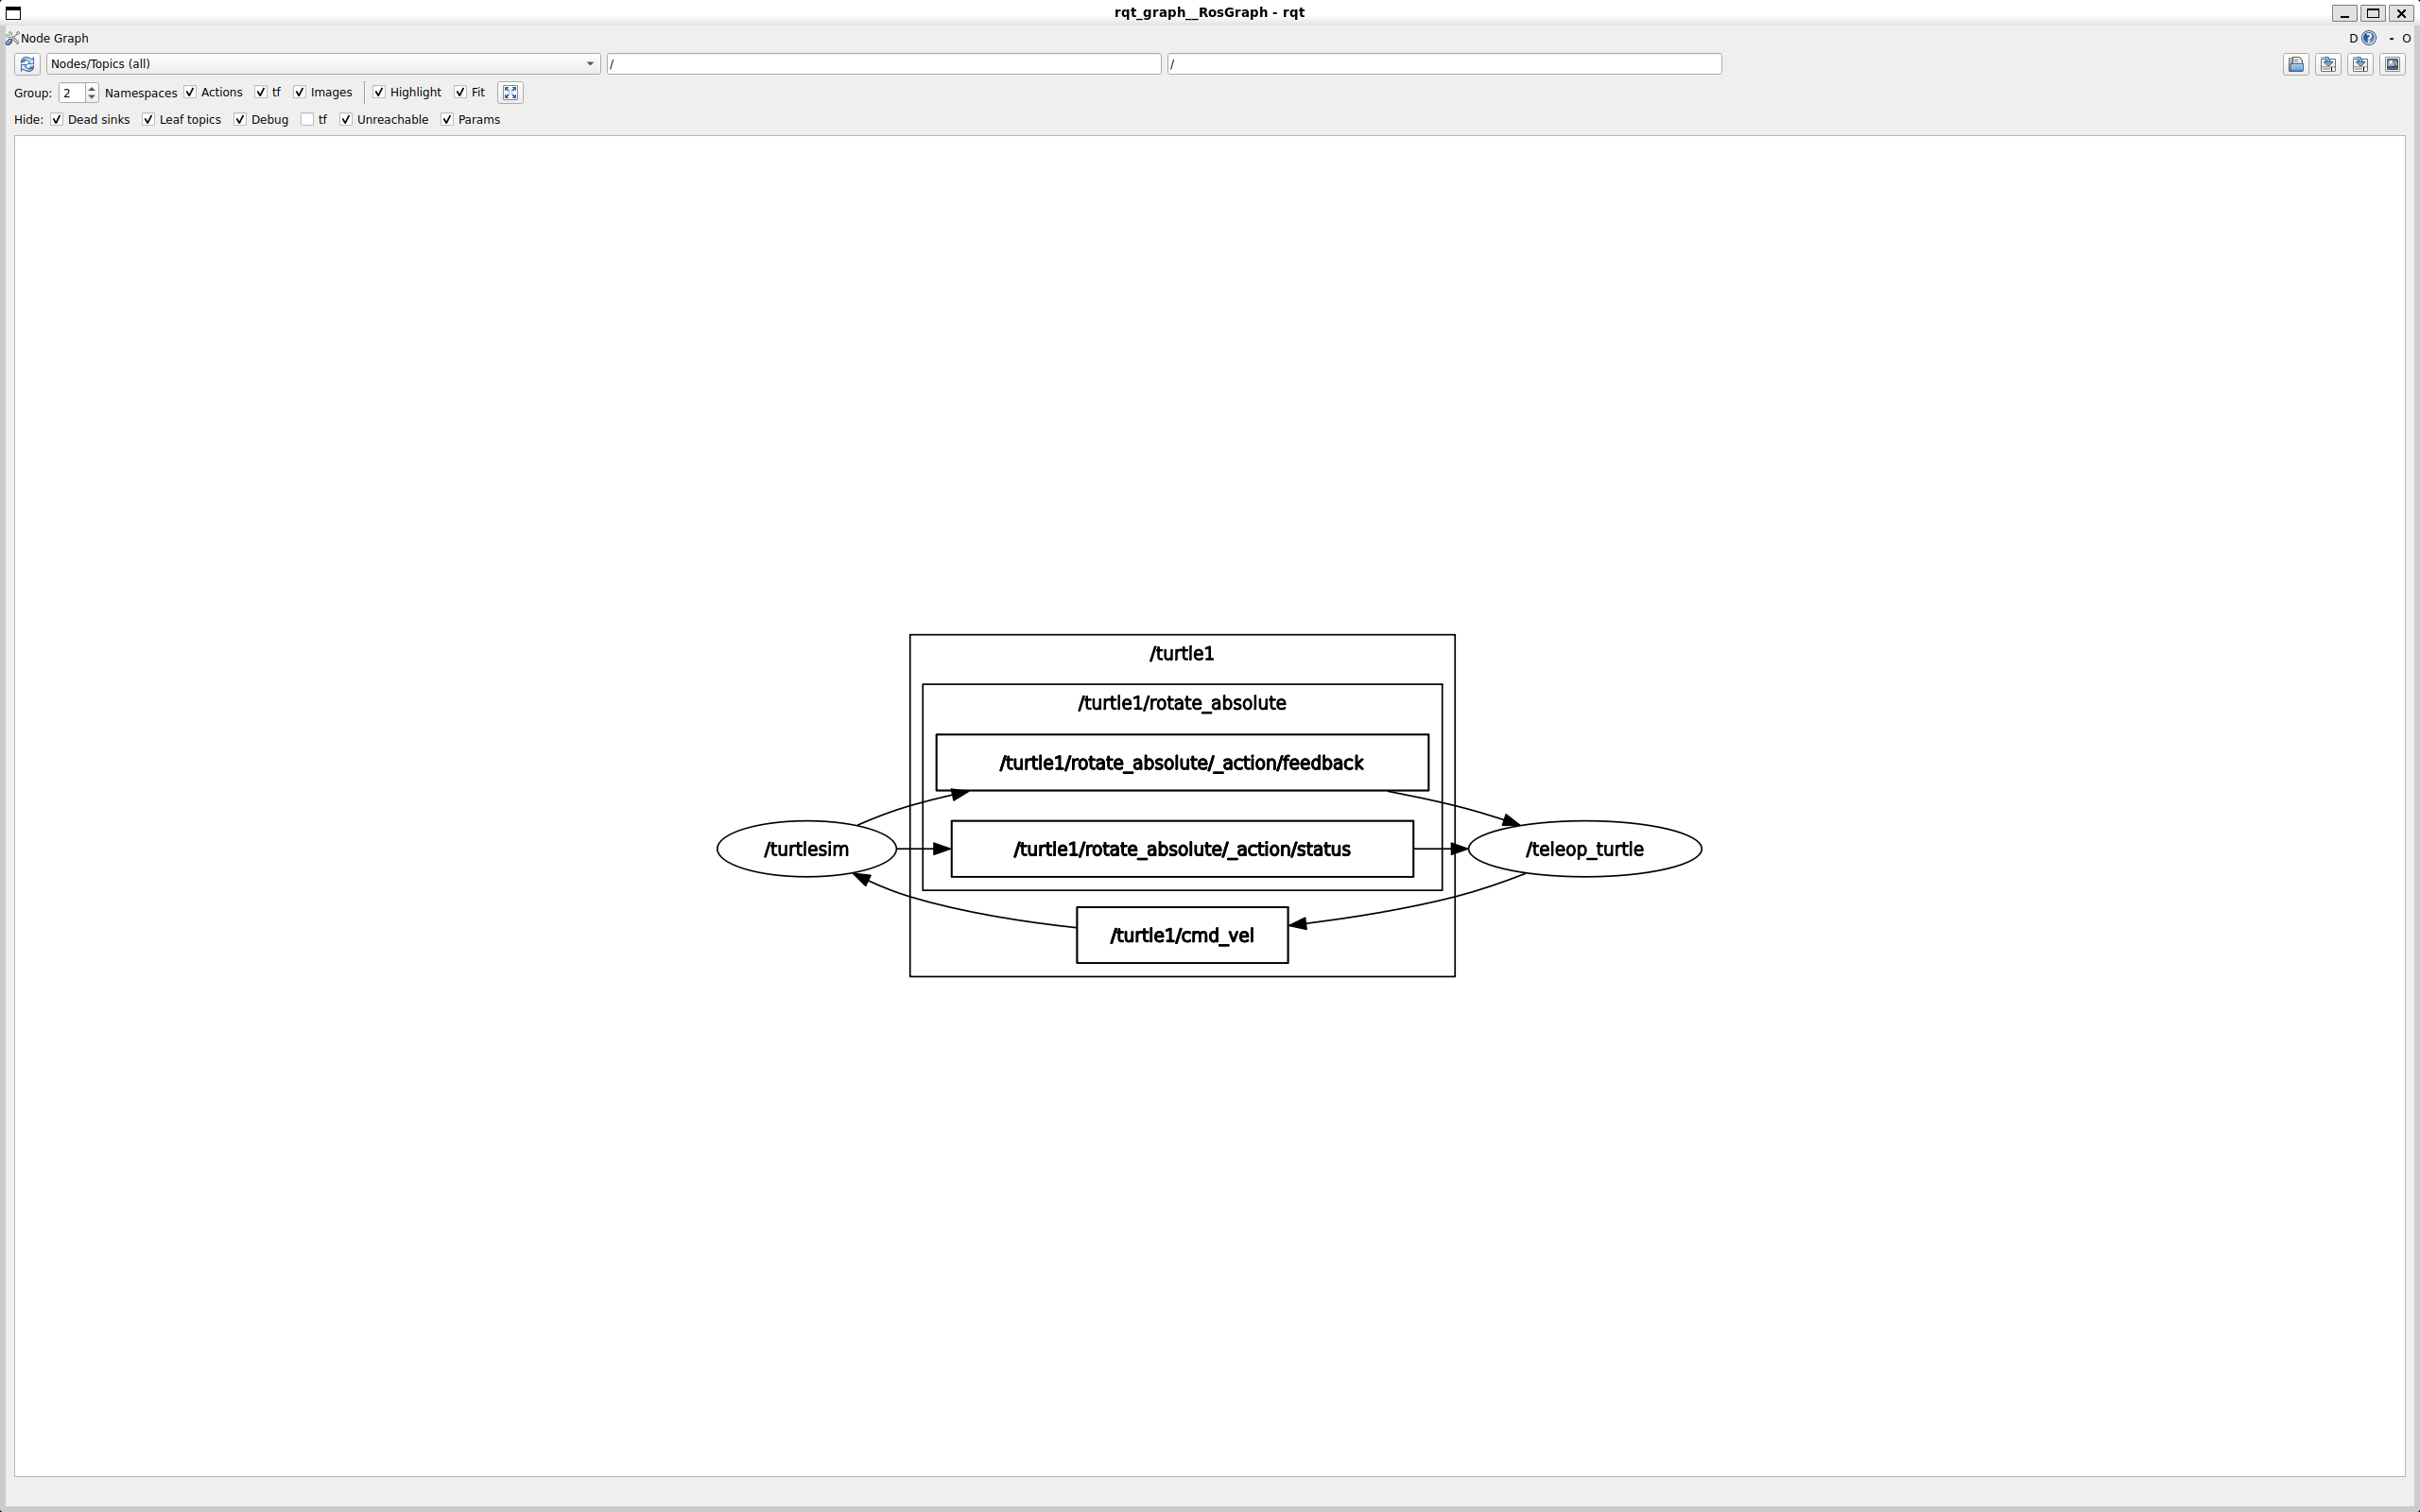 rqt_graph__RosGraph - rqt
Node Graph
D - O
Nodes/Topics (all) / /
Group: 2 Namespaces Actions tf Images Highlight Fit
Hide: Dead sinks Leaf topics Debug tf Unreachable Params
/turtle1
/turtle1/rotate_absolute
/turtle1/rotate_absolute/_action/feedback
/turtlesim
/turtle1/rotate_absolute/_action/status
/teleop_turtle
/turtle1/cmd_vel